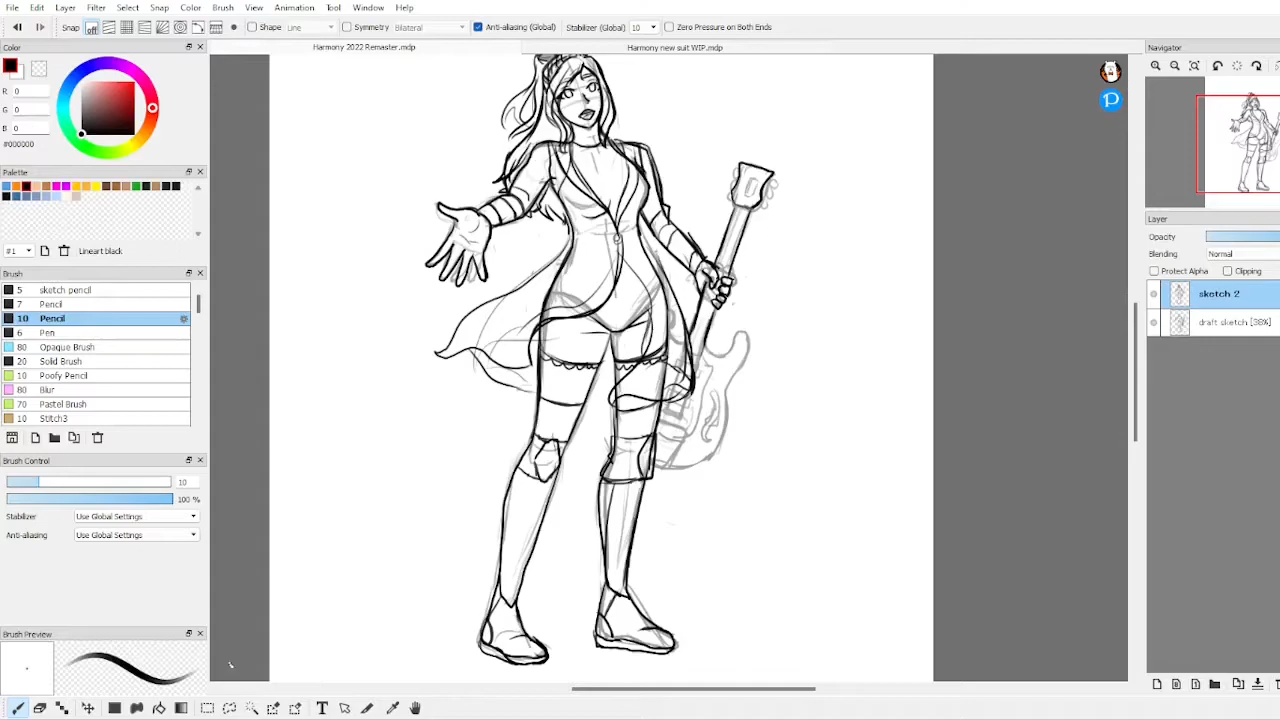 File Edit Layer Filter Select Snap Color Brush View Animation Tool Window Help
Snap off Shape Line Symmetry Bilateral Anti-aliasing (Global) Stabilizer (Global) 10 Zero Pressure on Both Ends
Color
Harmony 2022 Remaster.mdp
Harmony new suit WIP.mdp
Navigator
R 0
G 0
B 0
#000000
Palette
#1 Lineart black
Brush
5 sketch pencil
7 Pencil
10 Pencil
6 Pen
80 Opaque Brush
20 Solid Brush
10 Poofy Pencil
80 Blur
70 Pastel Brush
10 Stitch3
Brush Control
10
100 %
Stabilizer Use Global Settings
Anti-aliasing Use Global Settings
Brush Preview
Layer
Opacity
Blending Normal
Protect Alpha Clipping
sketch 2
draft sketch [38%]
T